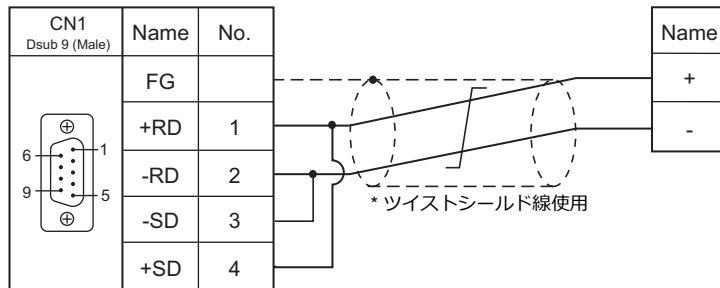 CN1
Dsub 9 (Male)
Name
No.
Name
FG
+
+RD
1
-
6
1
-RD
2
9
5
* ツイストシールド線使用
-SD
3
+SD
4